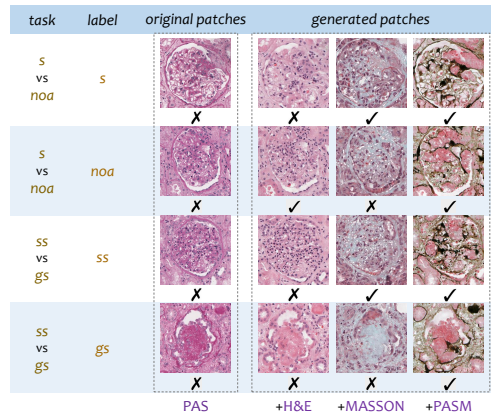 task label original patches generated patches
s
vs s
noa
✗ ✗ ✓ ✓
s
vs noa
noa
✗ ✓ ✗ ✓
ss
vs ss
gs
✗ ✗ ✓ ✓
ss
vs gs
gs
✗ ✗ ✗ ✓
PAS +H&E +MASSON +PASM